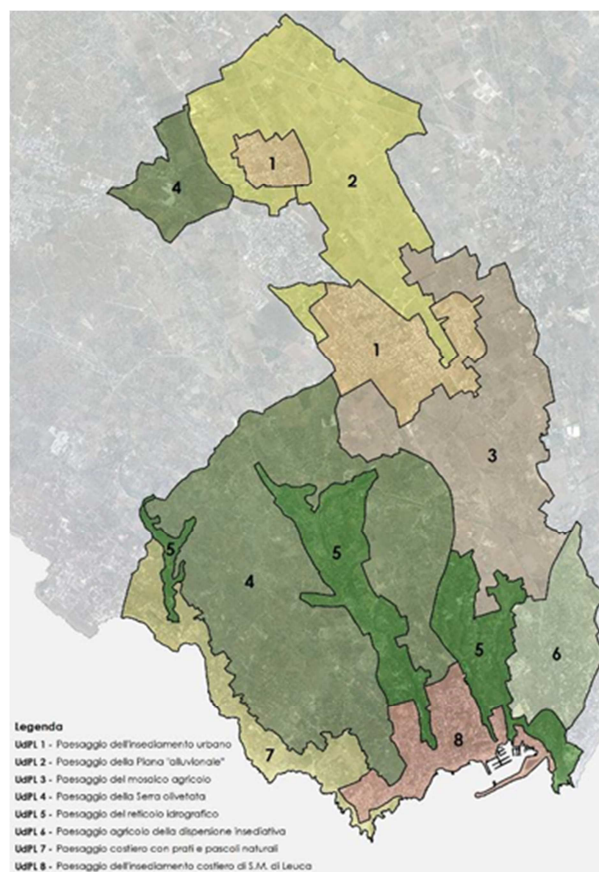 1
2
4
1
3
5
5
4
5
6
7
8
Legenda
UdPL 1 - Paesaggio dell'insediamento urbano
UdPL 2 - Paesaggio della Piana "alluvionale"
UdPL 3 - Paesaggio del mosaico agricolo
UdPL 4 - Paesaggio della Serra olivetata
UdPL 5 - Paesaggio del reticolo idrografico
UdPL 6 - Paesaggio agricolo della dispersione insediativa
UdPL 7 - Paesaggio costiero con prati e pascoli naturali
UdPL 8 - Paesaggio dell'insediamento costiero di S.M. di Leuca